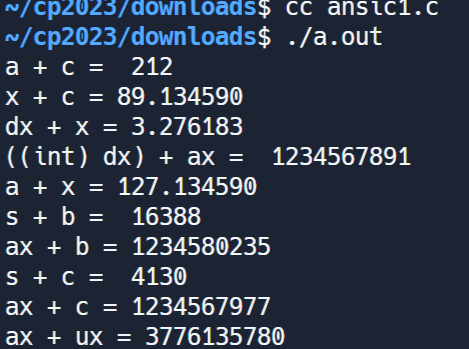 ~/cp2023/downloads$ cc ansic1.c
~/cp2023/downloads$ ./a.out
a + c =  212
x + c = 89.134590
dx + x = 3.276183
((int) dx) + ax =  1234567891
a + x = 127.134590
s + b =  16388
ax + b = 1234580235
s + c =  4130
ax + c = 1234567977
ax + ux = 3776135780